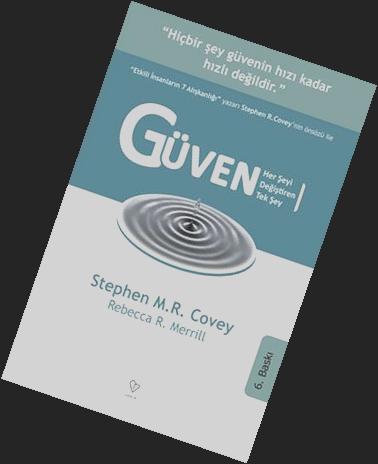 “Hiçbir şey güvenin hızı kadar
hızlı değildir.”
“Etkili İnsanların 7 Alışkanlığı” yazarı Stephen R.Covey’nin önsözü ile
GÜVEN
Her Şeyi
Değiştiren
Tek Şey
Stephen M.R. Covey
Rebecca R. Merrill
6. Baskı